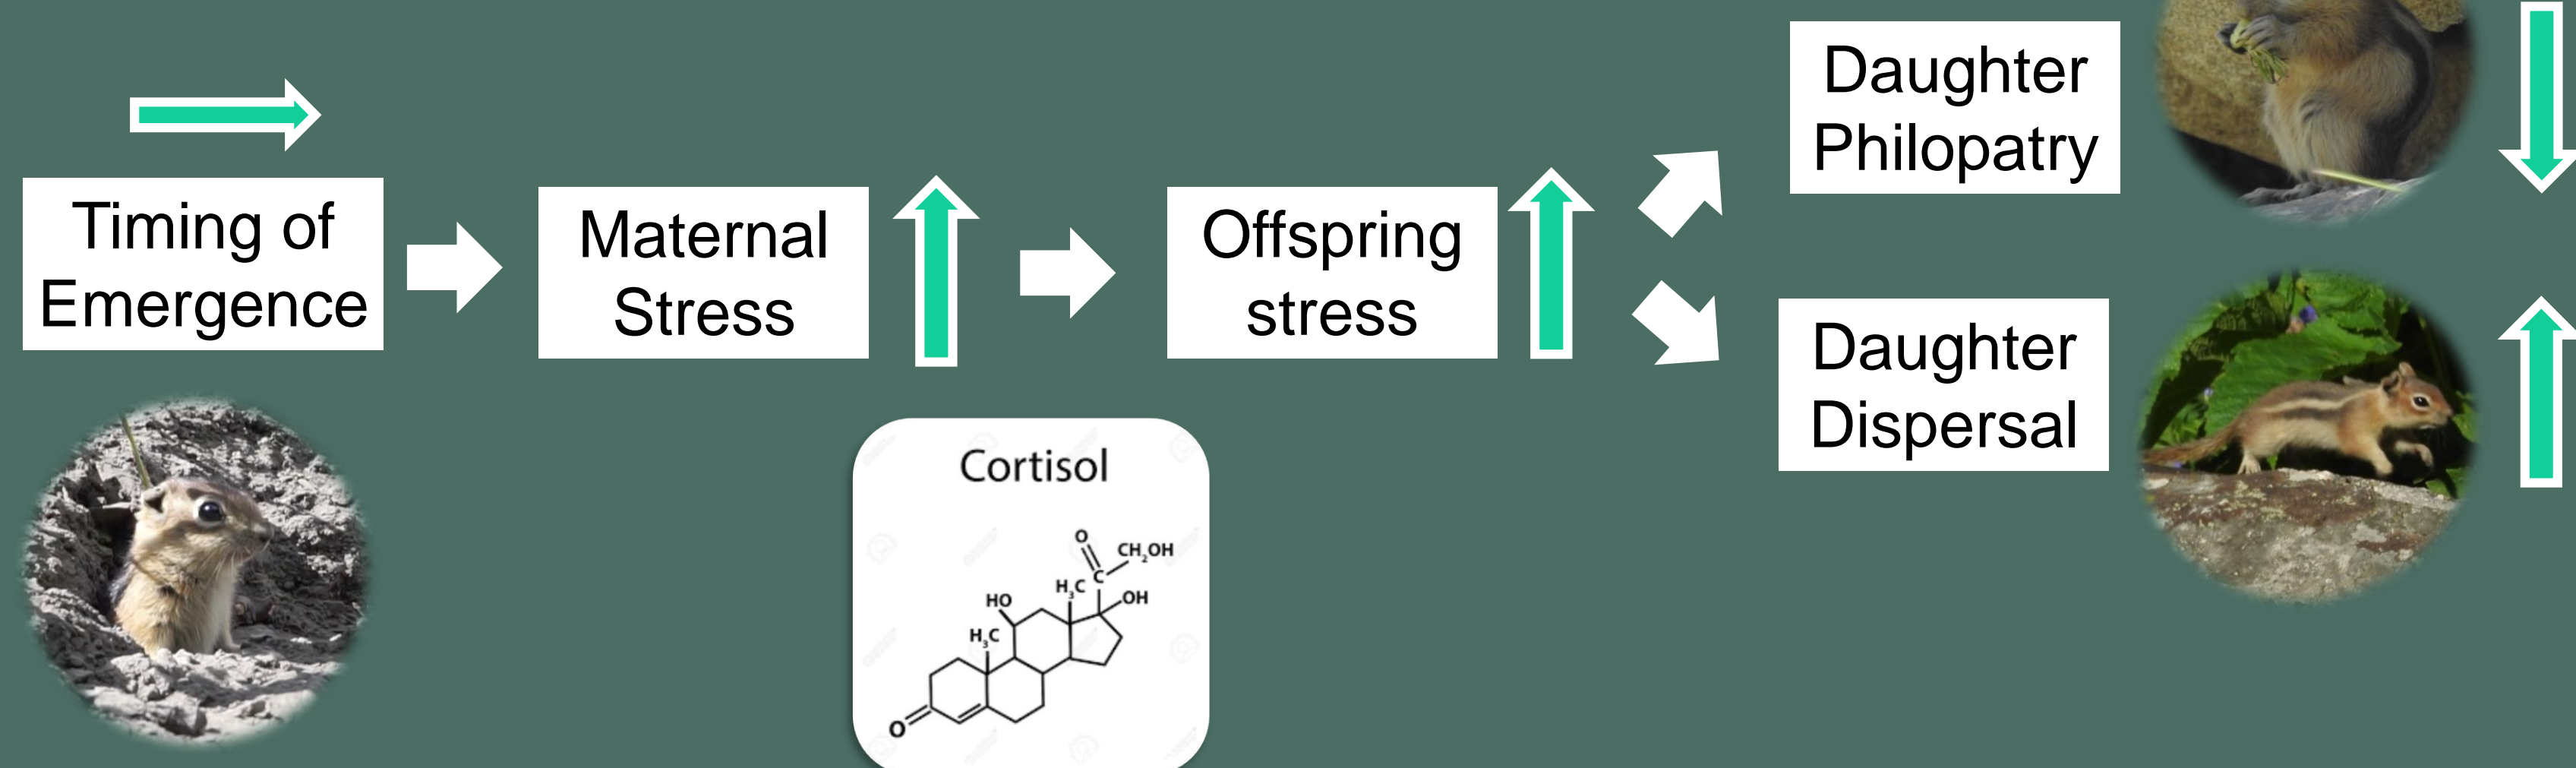 Timing of
Emergence
Maternal
Stress
Offspring
stress
Daughter
Philopatry
Daughter
Dispersal
Cortisol
O
CH₂OH
C
H₃C
OH
HO
H₃C
O